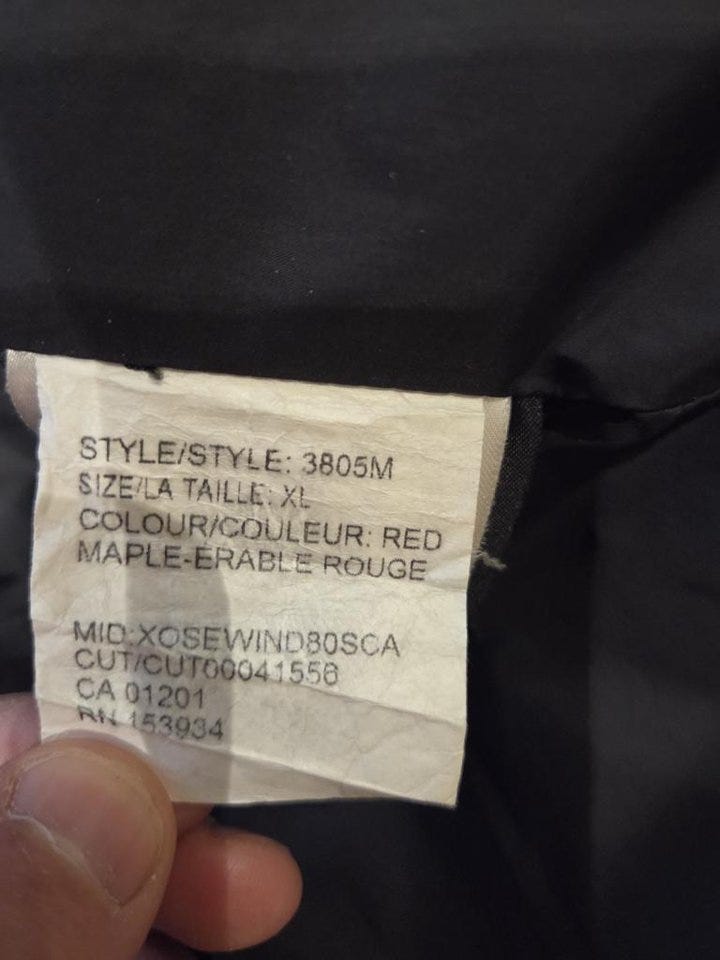 STYLE/STYLE: 3805M
SIZE/LA TAILLE: XL
COLOUR/COULEUR: RED
MAPLE-ERABLE ROUGE
MID:XOSEWIND80SCA
CUT/CUT00041556
CA 01201
RN 153934